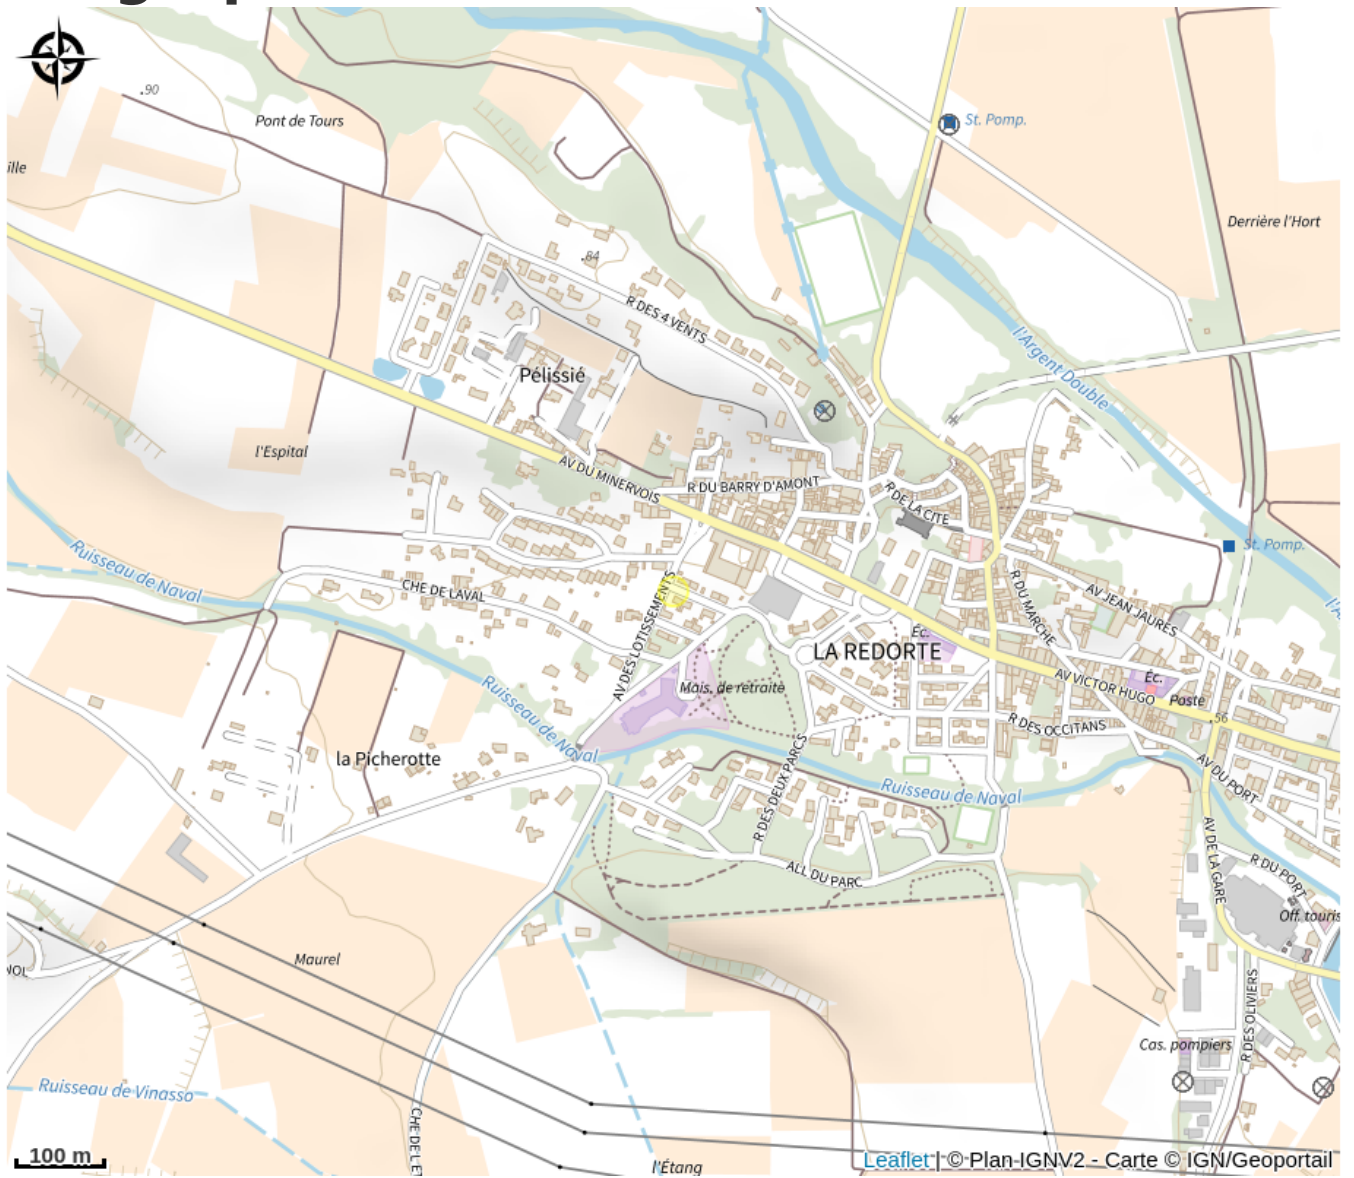 .90
Pont de Tours
St. Pomp.
ille
Derrière l'Hort
.84
R DES 4 VENTS
l'Argent Double
Pélissié
l'Espital
AV DU MINERVOIS
R DU BARRY D'AMONT
R DE LA CITE
St. Pomp.
Ruisseau de Naval
CHE DE LAVAL
AV DES LOTISSEMENTS
R DU MARCHE
AV JEAN JAURES
l'A
Éc.
LA REDORTE
Mais. de retraite
Éc.
AV VICTOR HUGO
Poste
.56
R DES OCCITANS
Ruisseau de Naval
la Picherotte
R DES DEUX PARCS
Ruisseau de Naval
AV DU PORT
AV DE LA GARE
R DU PORT
ALL DU PARC
Off. touris
Maurel
NOL
R DES OLIVIERS
Cas. pompiers
Ruisseau de Vinasso
CHE DE L'ET
100 m
l'Étang
Leaflet | © Plan-IGNV2 - Carte © IGN/Geoportail